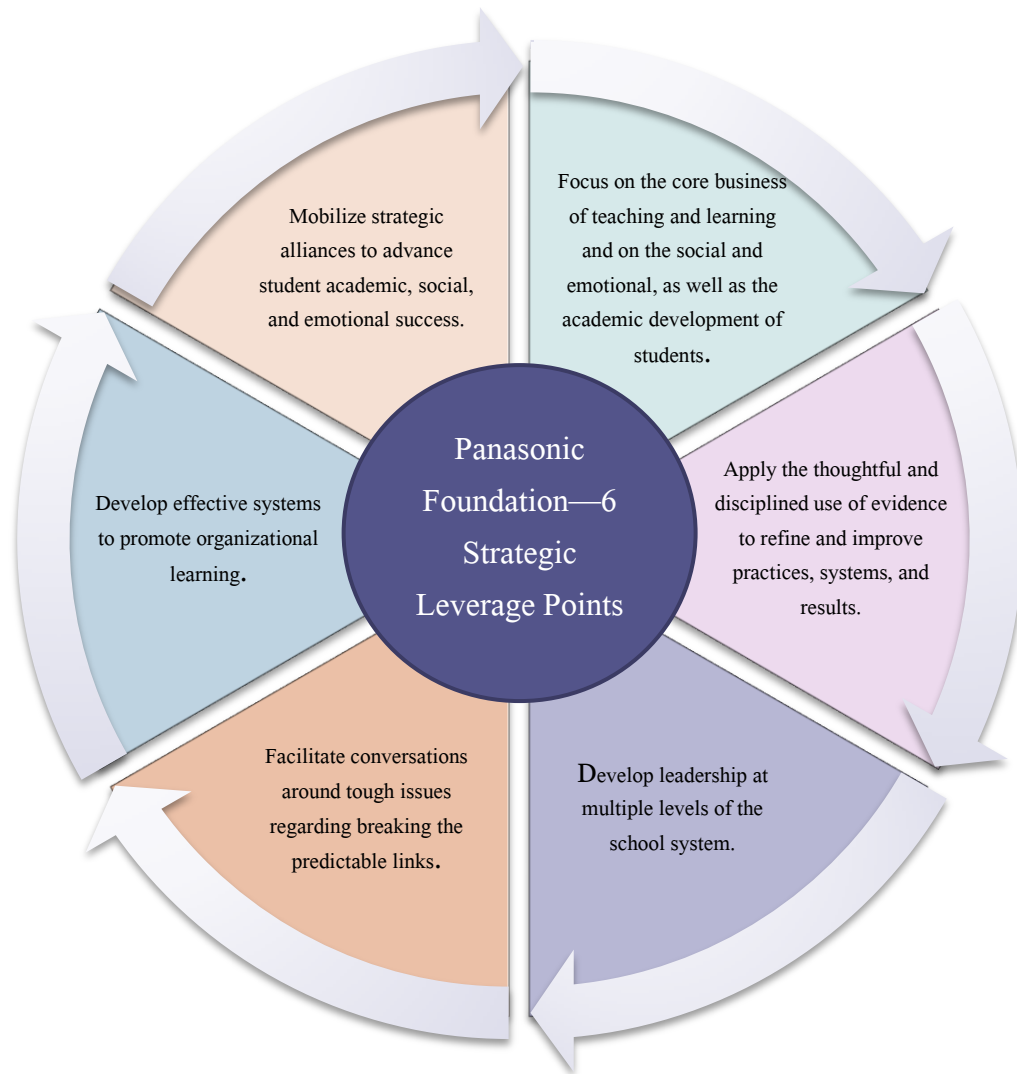 Mobilize strategic
alliances to advance
student academic, social,
and emotional success.
Focus on the core business
of teaching and learning
and on the social and
emotional, as well as the
academic development of
students.
Panasonic
Foundation—6
Strategic
Leverage Points
Develop effective systems
to promote organizational
learning.
Apply the thoughtful and
disciplined use of evidence
to refine and improve
practices, systems, and
results.
Facilitate conversations
around tough issues
regarding breaking the
predictable links.
Develop leadership at
multiple levels of the
school system.